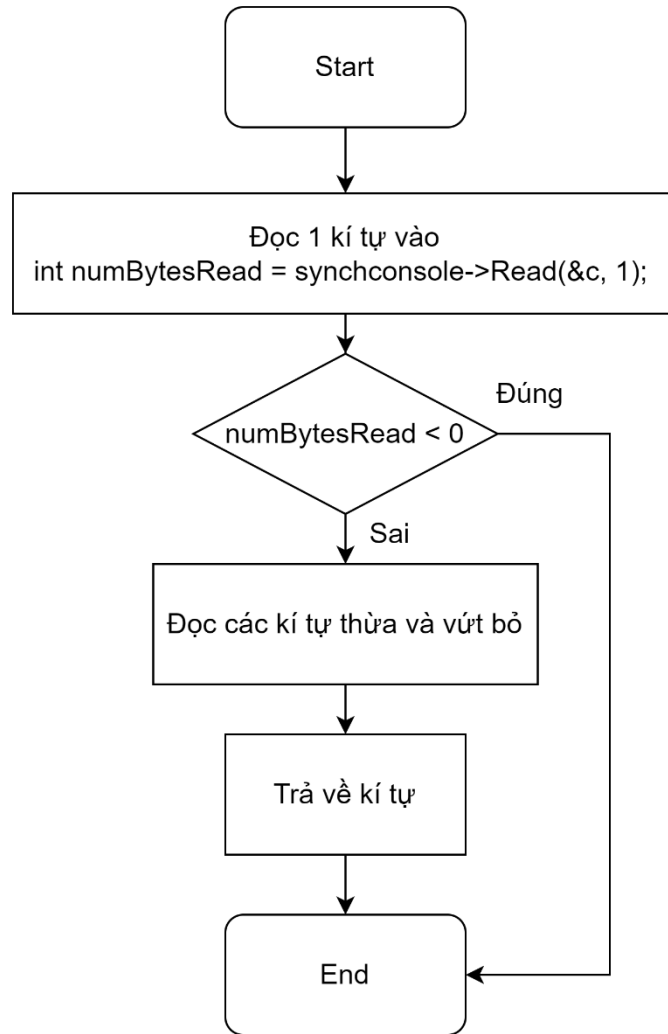 Start
Đọc 1 kí tự vào
int numBytesRead = synchconsole->Read(&c, 1);
Đúng
numBytesRead < 0
Sai
Đọc các kí tự thừa và vứt bỏ
Trả về kí tự
End